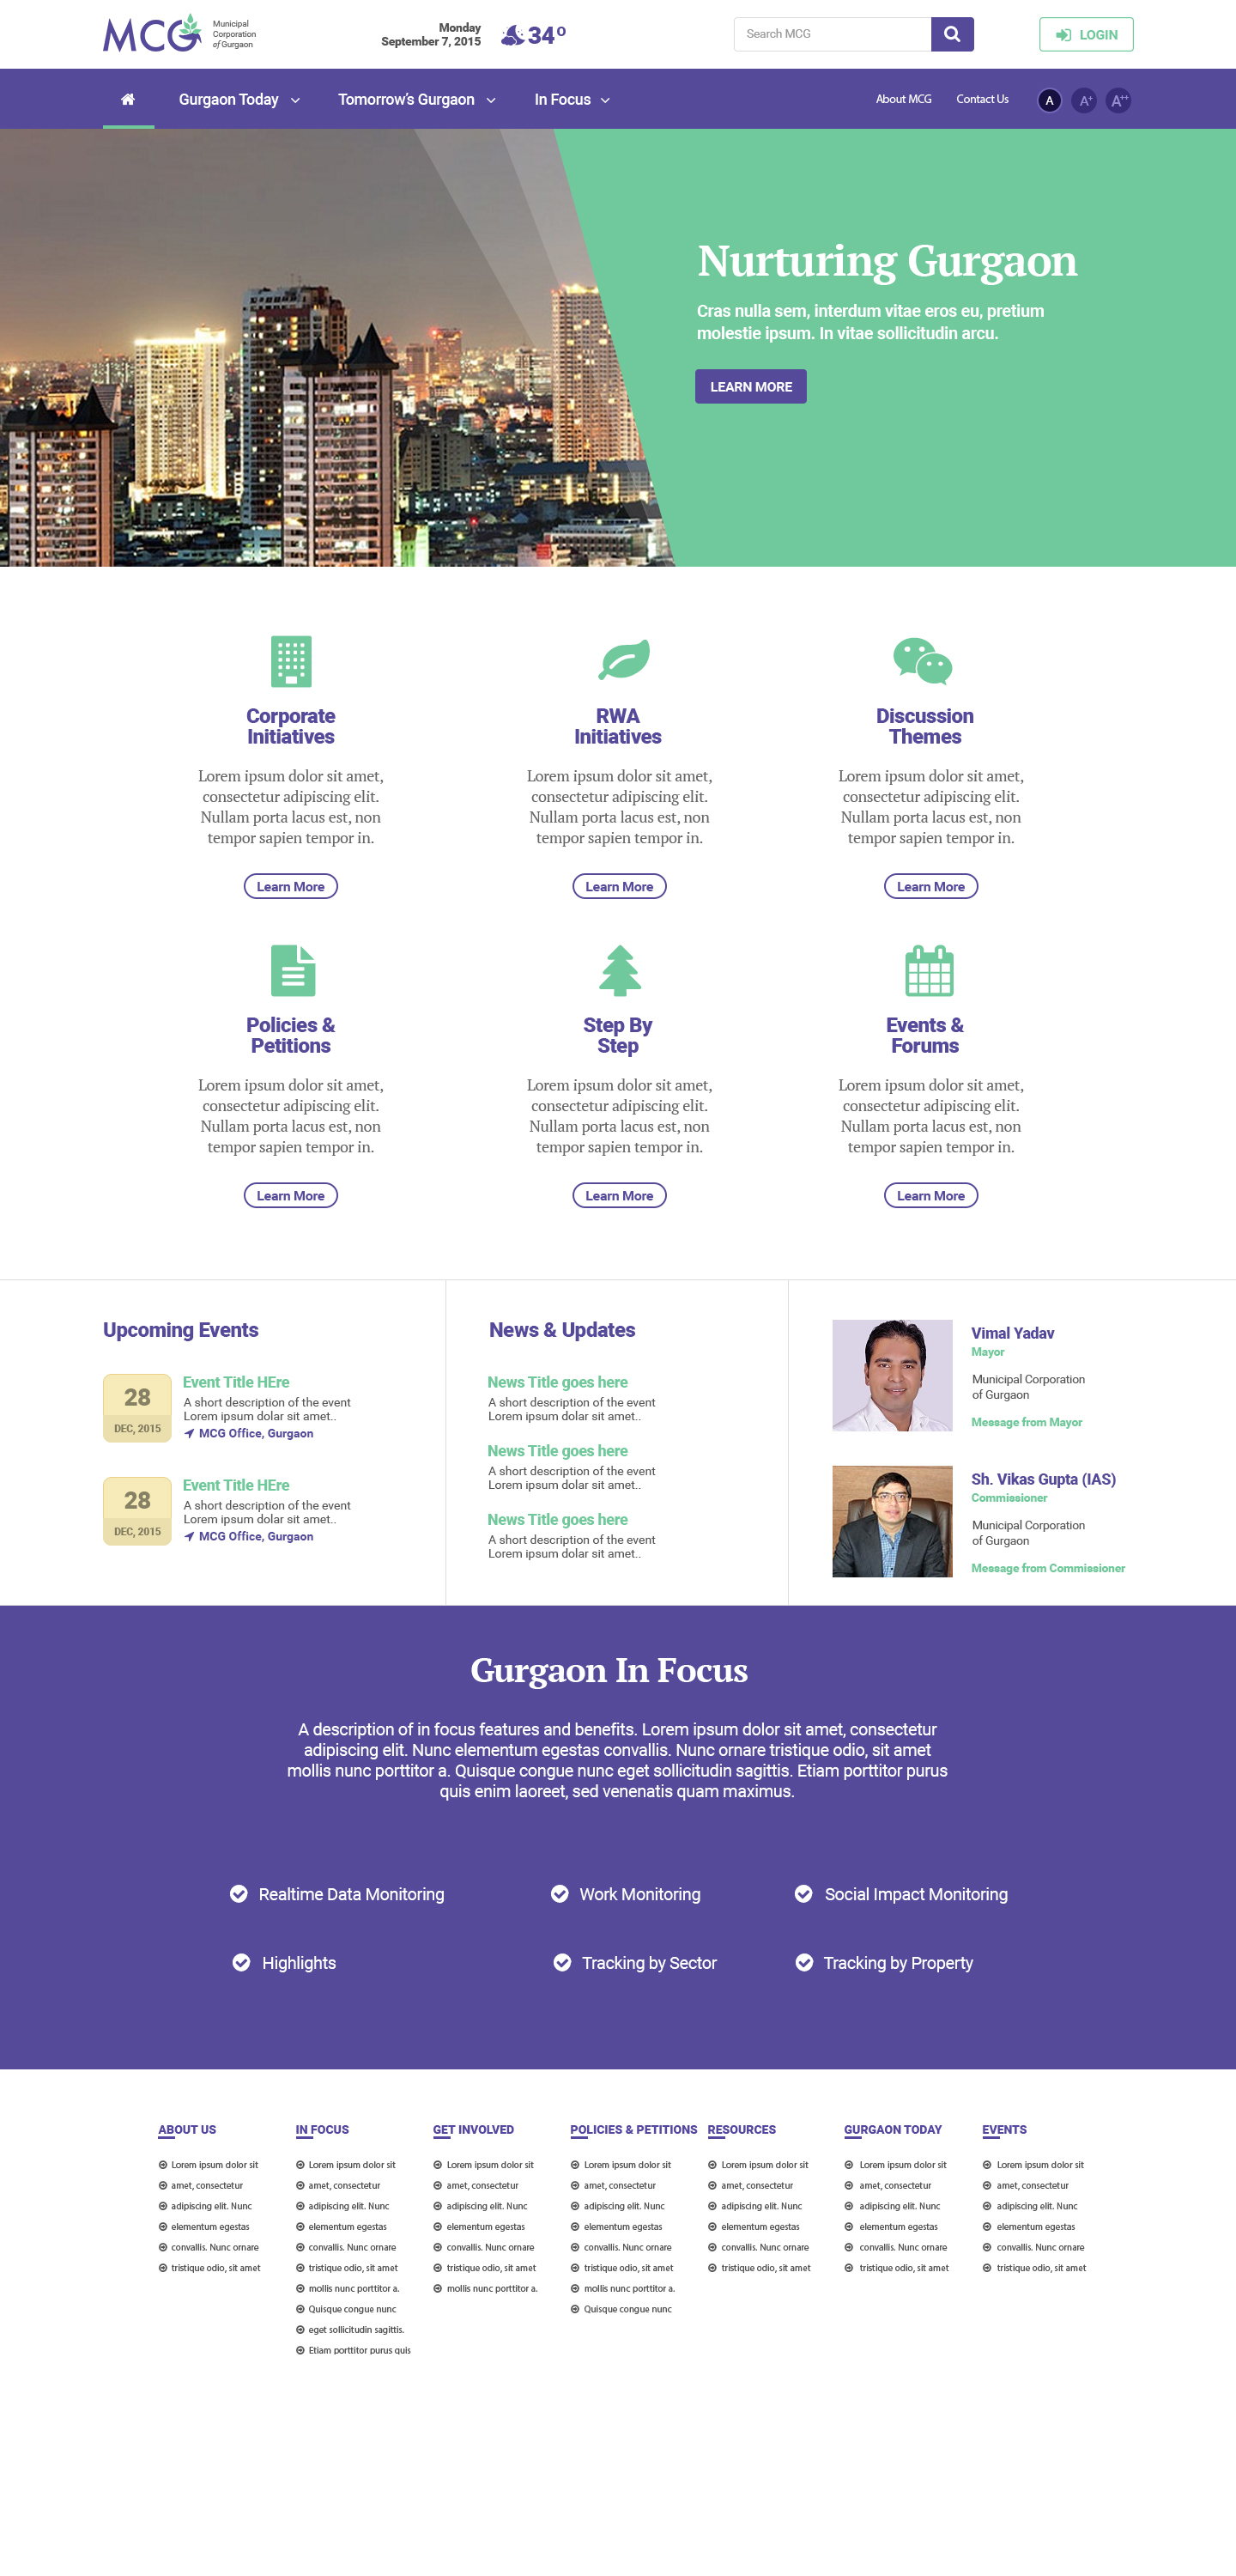 MCG
Municipal
Corporation
of Gurgaon
Monday
September 7, 2015
34°
Search MCG
LOGIN
Gurgaon Today
Tomorrow's Gurgaon
In Focus
About MCG
Contact Us
A
A+
A++
Nurturing Gurgaon
Cras nulla sem, interdum vitae eros eu, pretium
molestie ipsum. In vitae sollicitudin arcu.
LEARN MORE
Corporate
Initiatives
Lorem ipsum dolor sit amet,
consectetur adipiscing elit.
Nullam porta lacus est, non
tempor sapien tempor in.
Learn More
RWA
Initiatives
Lorem ipsum dolor sit amet,
consectetur adipiscing elit.
Nullam porta lacus est, non
tempor sapien tempor in.
Learn More
Discussion
Themes
Lorem ipsum dolor sit amet,
consectetur adipiscing elit.
Nullam porta lacus est, non
tempor sapien tempor in.
Learn More
Policies &
Petitions
Lorem ipsum dolor sit amet,
consectetur adipiscing elit.
Nullam porta lacus est, non
tempor sapien tempor in.
Learn More
Step By
Step
Lorem ipsum dolor sit amet,
consectetur adipiscing elit.
Nullam porta lacus est, non
tempor sapien tempor in.
Learn More
Events &
Forums
Lorem ipsum dolor sit amet,
consectetur adipiscing elit.
Nullam porta lacus est, non
tempor sapien tempor in.
Learn More
Upcoming Events
28
DEC, 2015
Event Title HEre
A short description of the event
Lorem ipsum dolar sit amet..
MCG Office, Gurgaon
28
DEC, 2015
Event Title HEre
A short description of the event
Lorem ipsum dolar sit amet..
MCG Office, Gurgaon
News & Updates
News Title goes here
A short description of the event
Lorem ipsum dolar sit amet..
News Title goes here
A short description of the event
Lorem ipsum dolar sit amet..
News Title goes here
A short description of the event
Lorem ipsum dolar sit amet..
Vimal Yadav
Mayor
Municipal Corporation
of Gurgaon
Message from Mayor
Sh. Vikas Gupta (IAS)
Commissioner
Municipal Corporation
of Gurgaon
Message from Commissioner
Gurgaon In Focus
A description of in focus features and benefits. Lorem ipsum dolor sit amet, consectetur
adipiscing elit. Nunc elementum egestas convallis. Nunc ornare tristique odio, sit amet
mollis nunc porttitor a. Quisque congue nunc eget sollicitudin sagittis. Etiam porttitor purus
quis enim laoreet, sed venenatis quam maximus.
Realtime Data Monitoring
Work Monitoring
Social Impact Monitoring
Highlights
Tracking by Sector
Tracking by Property
ABOUT US
Lorem ipsum dolor sit
amet, consectetur
adipiscing elit. Nunc
elementum egestas
convallis. Nunc ornare
tristique odio, sit amet
IN FOCUS
Lorem ipsum dolor sit
amet, consectetur
adipiscing elit. Nunc
elementum egestas
convallis. Nunc ornare
tristique odio, sit amet
mollis nunc porttitor a.
Quisque congue nunc
eget sollicitudin sagittis.
Etiam porttitor purus quis
GET INVOLVED
Lorem ipsum dolor sit
amet, consectetur
adipiscing elit. Nunc
elementum egestas
convallis. Nunc ornare
tristique odio, sit amet
mollis nunc porttitor a.
POLICIES & PETITIONS
Lorem ipsum dolor sit
amet, consectetur
adipiscing elit. Nunc
elementum egestas
convallis. Nunc ornare
tristique odio, sit amet
mollis nunc porttitor a.
Quisque congue nunc
RESOURCES
Lorem ipsum dolor sit
amet, consectetur
adipiscing elit. Nunc
elementum egestas
convallis. Nunc ornare
tristique odio, sit amet
GURGAON TODAY
Lorem ipsum dolor sit
amet, consectetur
adipiscing elit. Nunc
elementum egestas
convallis. Nunc ornare
tristique odio, sit amet
EVENTS
Lorem ipsum dolor sit
amet, consectetur
adipiscing elit. Nunc
elementum egestas
convallis. Nunc ornare
tristique odio, sit amet